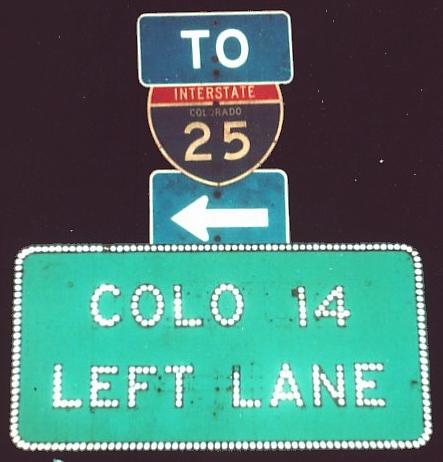 TO
INTERSTATE
COLORADO
25
COLO 14
LEFT LANE